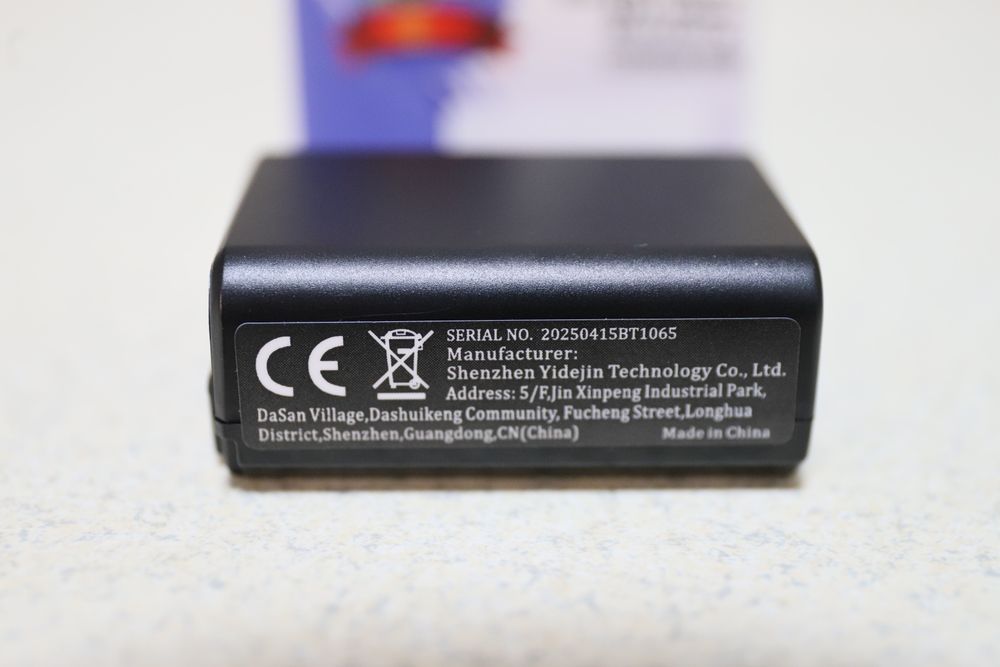 CE
SERIAL NO. 20250415BT1065
Manufacturer:
Shenzhen Yidejin Technology Co., Ltd.
Address: 5/F,Jin Xinpeng Industrial Park,
DaSan Village,Dashuikeng Community, Fucheng Street,Longhua
District,Shenzhen,Guangdong,CN(China)
Made in China